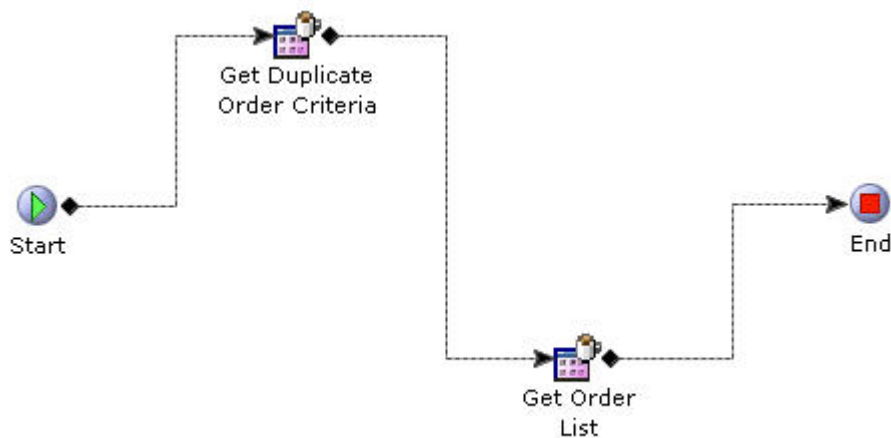 Get Duplicate
Order Criteria
Start
End
Get Order
List